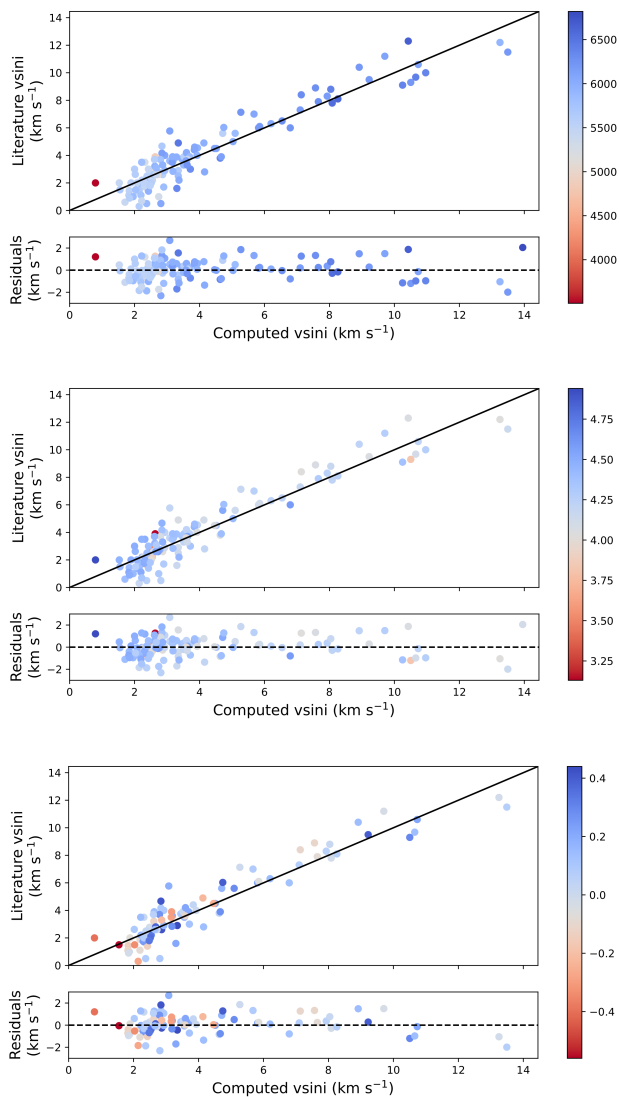 14
12
10
8
6
4
2
0
Literature vsini
(km s⁻¹)
2
0
−2
Residuals
(km s⁻¹)
0 2 4 6 8 10 12 14
Computed vsini (km s⁻¹)
6500
6000
5500
5000
4500
4000
14
12
10
8
6
4
2
0
Literature vsini
(km s⁻¹)
2
0
−2
Residuals
(km s⁻¹)
0 2 4 6 8 10 12 14
Computed vsini (km s⁻¹)
4.75
4.50
4.25
4.00
3.75
3.50
3.25
14
12
10
8
6
4
2
0
Literature vsini
(km s⁻¹)
2
0
−2
Residuals
(km s⁻¹)
0 2 4 6 8 10 12 14
Computed vsini (km s⁻¹)
0.4
0.2
0.0
−0.2
−0.4